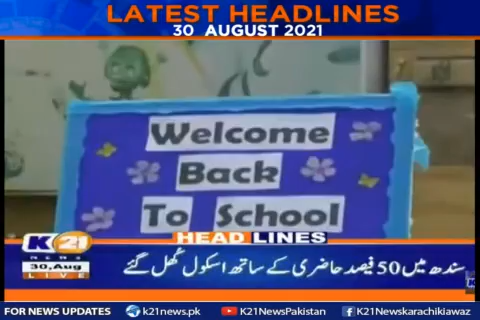 LATEST HEADLINES
30 AUGUST 2021
Welcome
Back
To School
HEADLINES
K21
NEWS
30,Aug
LIVE
سندھ میں 50 فیصد حاضری کے ساتھ اسکول کھل گئے
FOR NEWS UPDATES
k21news.pk
K21NewsPakistan
K21Newskarachikiawaz